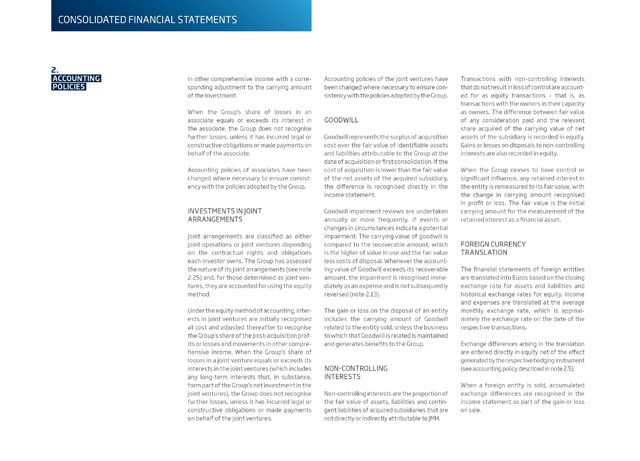 CONSOLIDATED FINANCIAL STATEMENTS
2.
ACCOUNTING
POLICIES
in other comprehensive income with a corre-
sponding adjustment to the carrying amount
of the investment.
When the Group's share of losses in an
associate equals or exceeds its interest in
the associate, the Group does not recognise
further losses, unless it has incurred legal or
constructive obligations or made payments on
behalf of the associate.
Accounting policies of associates have been
changed where necessary to ensure consist-
ency with the policies adopted by the Group.
INVESTMENTS IN JOINT
ARRANGEMENTS
Joint arrangements are classified as either
joint operations or joint ventures depending
on the contractual rights and obligations
each investor owns. The Group has assessed
the nature of its joint arrangements (see note
2.25) and, for those determined as joint ven-
tures, they are accounted for using the equity
method.
Under the equity method of accounting, inter-
ests in joint ventures are initially recognised
at cost and adjusted thereafter to recognise
the Group's share of the post-acquisition prof-
its or losses and movements in other compre-
hensive income. When the Group's share of
losses in a joint venture equals or exceeds its
interests in the joint ventures (which includes
any long-term interests that, in substance,
form part of the Group's net investment in the
joint ventures), the Group does not recognise
further losses, unless it has incurred legal or
constructive obligations or made payments
on behalf of the joint ventures.
Accounting policies of the joint ventures have
been changed where necessary to ensure con-
sistency with the policies adopted by the Group.
GOODWILL
Goodwill represents the surplus of acquisition
cost over the fair value of identifiable assets
and liabilities attributable to the Group at the
date of acquisition or first consolidation. If the
cost of acquisition is lower than the fair value
of the net assets of the acquired subsidiary,
the difference is recognised directly in the
income statement.
Goodwill impairment reviews are undertaken
annually or more frequently, if events or
changes in circumstances indicate a potential
impairment. The carrying value of goodwill is
compared to the recoverable amount, which
is the higher of value in use and the fair value
less costs of disposal. Whenever the account-
ing value of Goodwill exceeds its recoverable
amount, the impairment is recognised imme-
diately as an expense and is not subsequently
reversed (note 2.13).
The gain or loss on the disposal of an entity
includes the carrying amount of Goodwill
related to the entity sold, unless the business
to which that Goodwill is related is maintained
and generates benefits to the Group.
NON-CONTROLLING
INTERESTS
Non-controlling interests are the proportion of
the fair value of assets, liabilities and contin-
gent liabilities of acquired subsidiaries that are
not directly or indirectly attributable to JMH.
Transactions with non-controlling interests
that do not result in loss of control are account-
ed for as equity transactions – that is, as
transactions with the owners in their capacity
as owners. The difference between fair value
of any consideration paid and the relevant
share acquired of the carrying value of net
assets of the subsidiary is recorded in equity.
Gains or losses on disposals to non-controlling
interests are also recorded in equity.
When the Group ceases to have control or
significant influence, any retained interest in
the entity is remeasured to its fair value, with
the change in carrying amount recognised
in profit or loss. The fair value is the initial
carrying amount for the measurement of the
retained interest as a financial asset.
FOREIGN CURRENCY
TRANSLATION
The financial statements of foreign entities
are translated into Euros based on the closing
exchange rate for assets and liabilities and
historical exchange rates for equity. Income
and expenses are translated at the average
monthly exchange rate, which is approxi-
mately the exchange rate on the date of the
respective transactions.
Exchange differences arising in the translation
are entered directly in equity net of the effect
generated by the respective hedging instrument
(see accounting policy described in note 2.5).
When a foreign entity is sold, accumulated
exchange differences are recognised in the
income statement as part of the gain or loss
on sale.